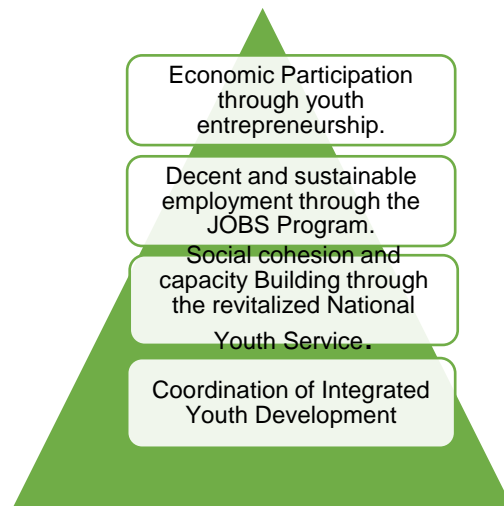 Economic Participation
through youth
entrepreneurship.
Decent and sustainable
employment through the
JOBS Program.
Social cohesion and
capacity Building through
the revitalized National
Youth Service.
Coordination of Integrated
Youth Development